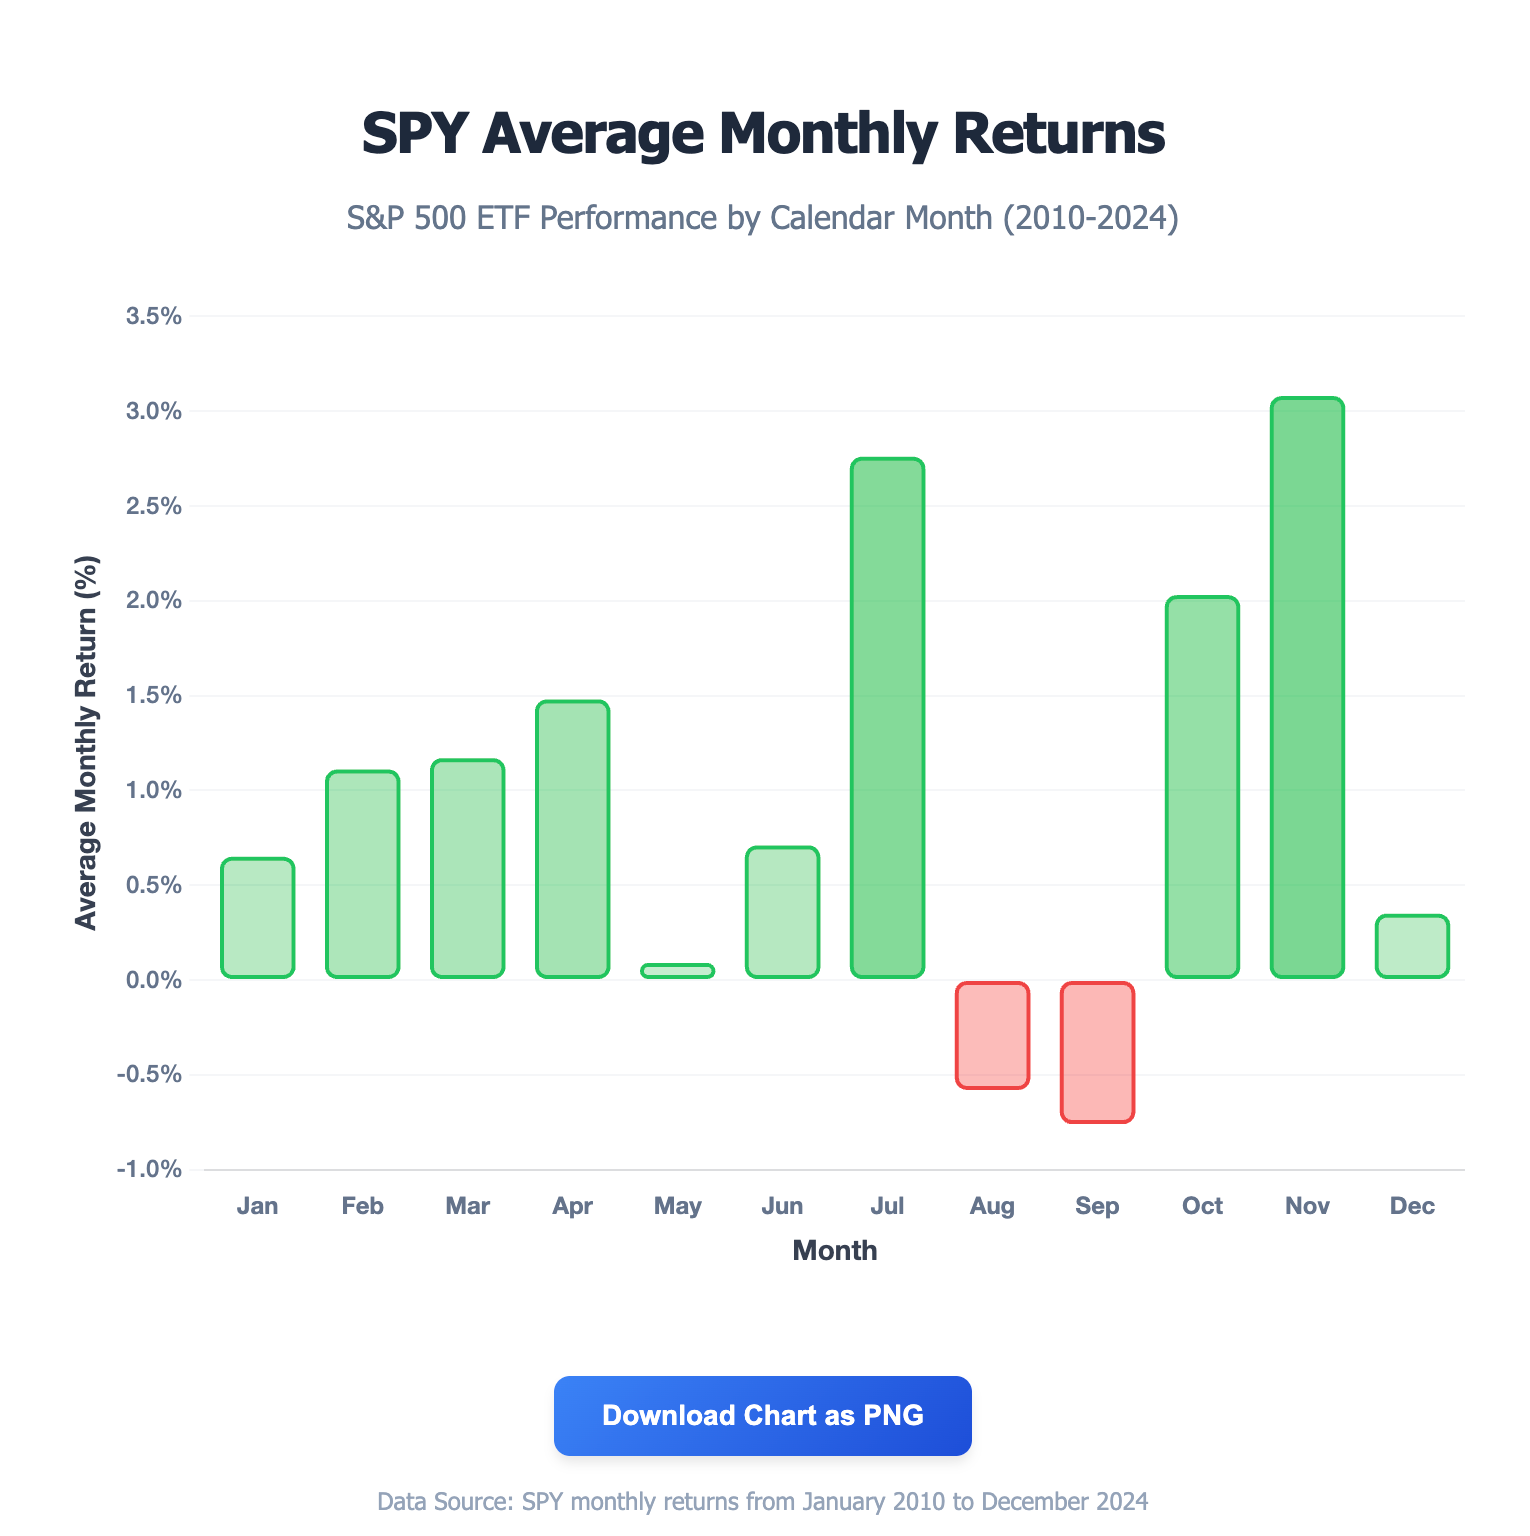 SPY Average Monthly Returns
S&P 500 ETF Performance by Calendar Month (2010-2024)
3.5%
3.0%
2.5%
2.0%
1.5%
1.0%
0.5%
0.0%
-0.5%
-1.0%
Average Monthly Return (%)
Jan Feb Mar Apr May Jun Jul Aug Sep Oct Nov Dec
Month
Download Chart as PNG
Data Source: SPY monthly returns from January 2010 to December 2024